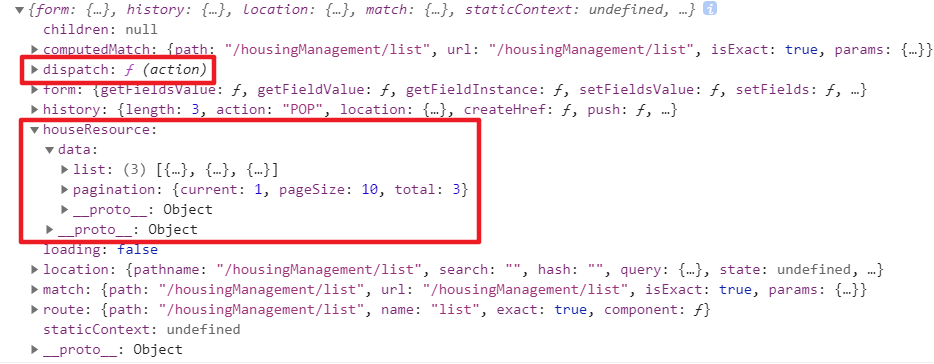 ▼{form: {…}, history: {…}, location: {…}, match: {…}, staticContext: undefined, …} i
children: null
▶computedMatch: {path: "/housingManagement/list", url: "/housingManagement/list", isExact: true, params: {…}}
▶dispatch: ƒ (action)
▶form: {getFieldsValue: ƒ, getFieldValue: ƒ, getFieldInstance: ƒ, setFieldsValue: ƒ, setFields: ƒ, …}
▶history: {length: 3, action: "POP", location: {…}, createHref: ƒ, push: ƒ, …}
▼houseResource:
▼data:
▶list: (3) [{…}, {…}, {…}]
▶pagination: {current: 1, pageSize: 10, total: 3}
▶__proto__: Object
▶__proto__: Object
loading: false
▶location: {pathname: "/housingManagement/list", search: "", hash: "", query: {…}, state: undefined, …}
▶match: {path: "/housingManagement/list", url: "/housingManagement/list", isExact: true, params: {…}}
▶route: {path: "/housingManagement/list", name: "list", exact: true, component: ƒ}
staticContext: undefined
▶__proto__: Object